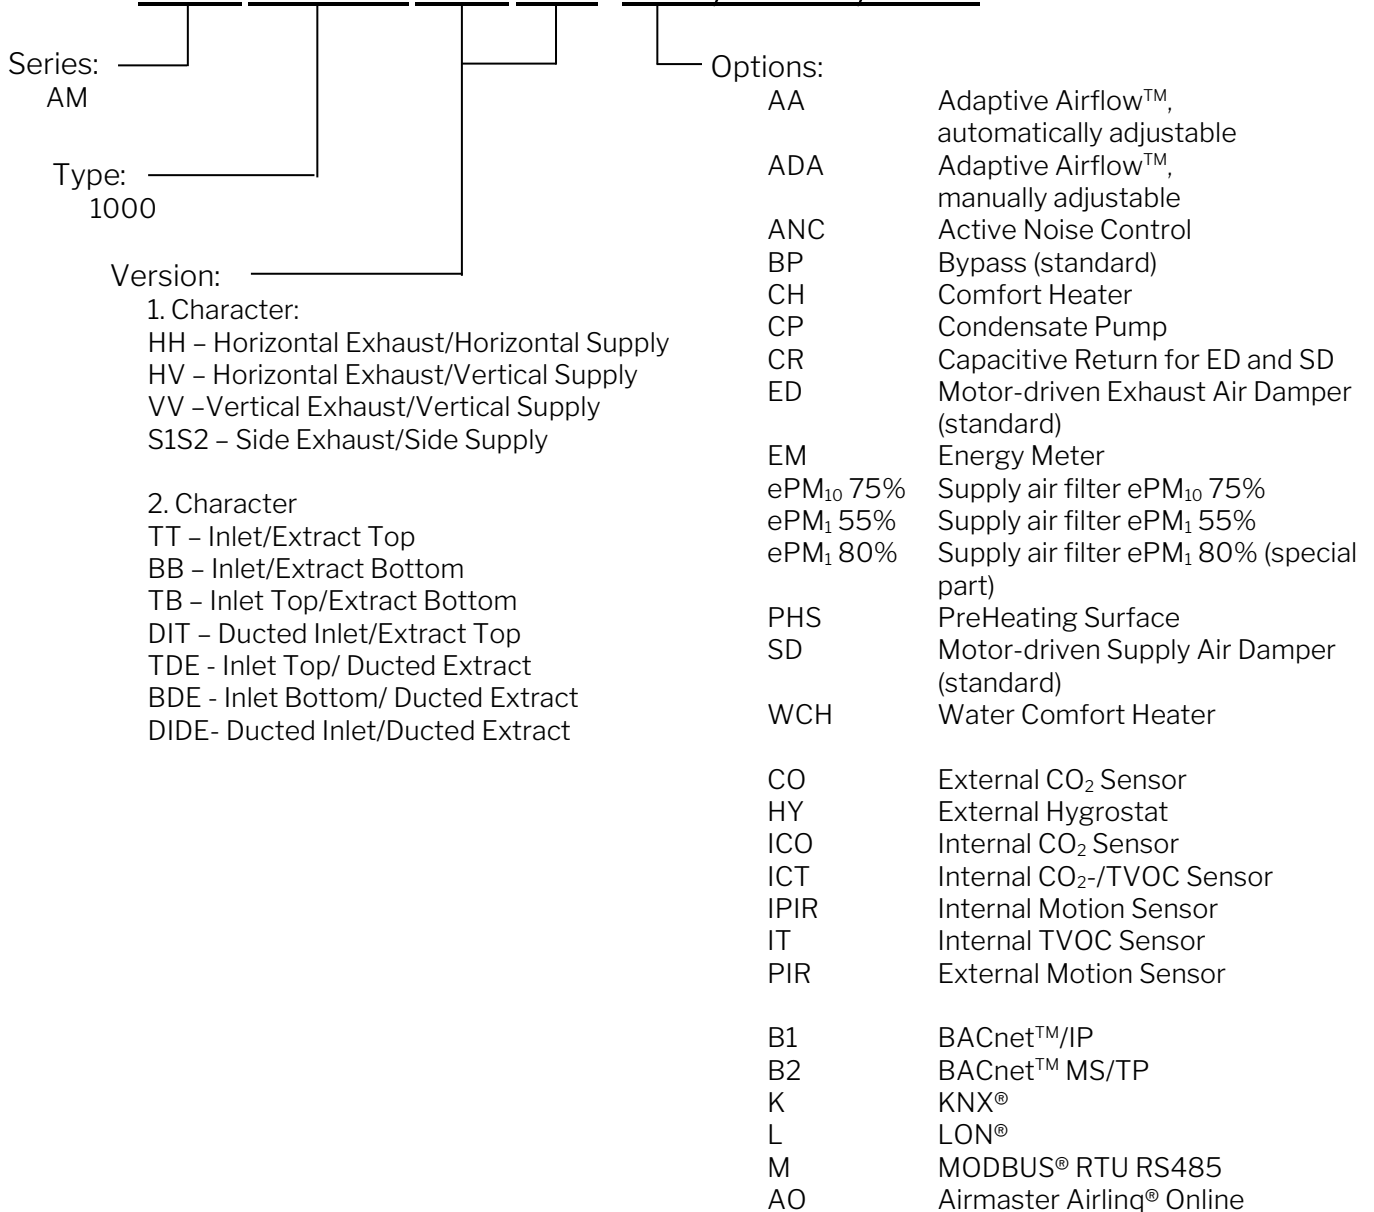 Series:
AM
Type:
1000
Version:
1. Character:
HH – Horizontal Exhaust/Horizontal Supply
HV – Horizontal Exhaust/Vertical Supply
VV –Vertical Exhaust/Vertical Supply
S1S2 – Side Exhaust/Side Supply
2. Character
TT – Inlet/Extract Top
BB – Inlet/Extract Bottom
TB – Inlet Top/Extract Bottom
DIT – Ducted Inlet/Extract Top
TDE - Inlet Top/ Ducted Extract
BDE - Inlet Bottom/ Ducted Extract
DIDE- Ducted Inlet/Ducted Extract
Options:
AA Adaptive Airflow™,
automatically adjustable
ADA Adaptive Airflow™,
manually adjustable
ANC Active Noise Control
BP Bypass (standard)
CH Comfort Heater
CP Condensate Pump
CR Capacitive Return for ED and SD
ED Motor-driven Exhaust Air Damper
(standard)
EM Energy Meter
ePM₁₀ 75% Supply air filter ePM₁₀ 75%
ePM₁ 55% Supply air filter ePM₁ 55%
ePM₁ 80% Supply air filter ePM₁ 80% (special
part)
PHS PreHeating Surface
SD Motor-driven Supply Air Damper
(standard)
WCH Water Comfort Heater
CO External CO₂ Sensor
HY External Hygrostat
ICO Internal CO₂ Sensor
ICT Internal CO₂-/TVOC Sensor
IPIR Internal Motion Sensor
IT Internal TVOC Sensor
PIR External Motion Sensor
B1 BACnet™/IP
B2 BACnet™ MS/TP
K KNX®
L LON®
M MODBUS® RTU RS485
AO Airmaster Airlinq® Online